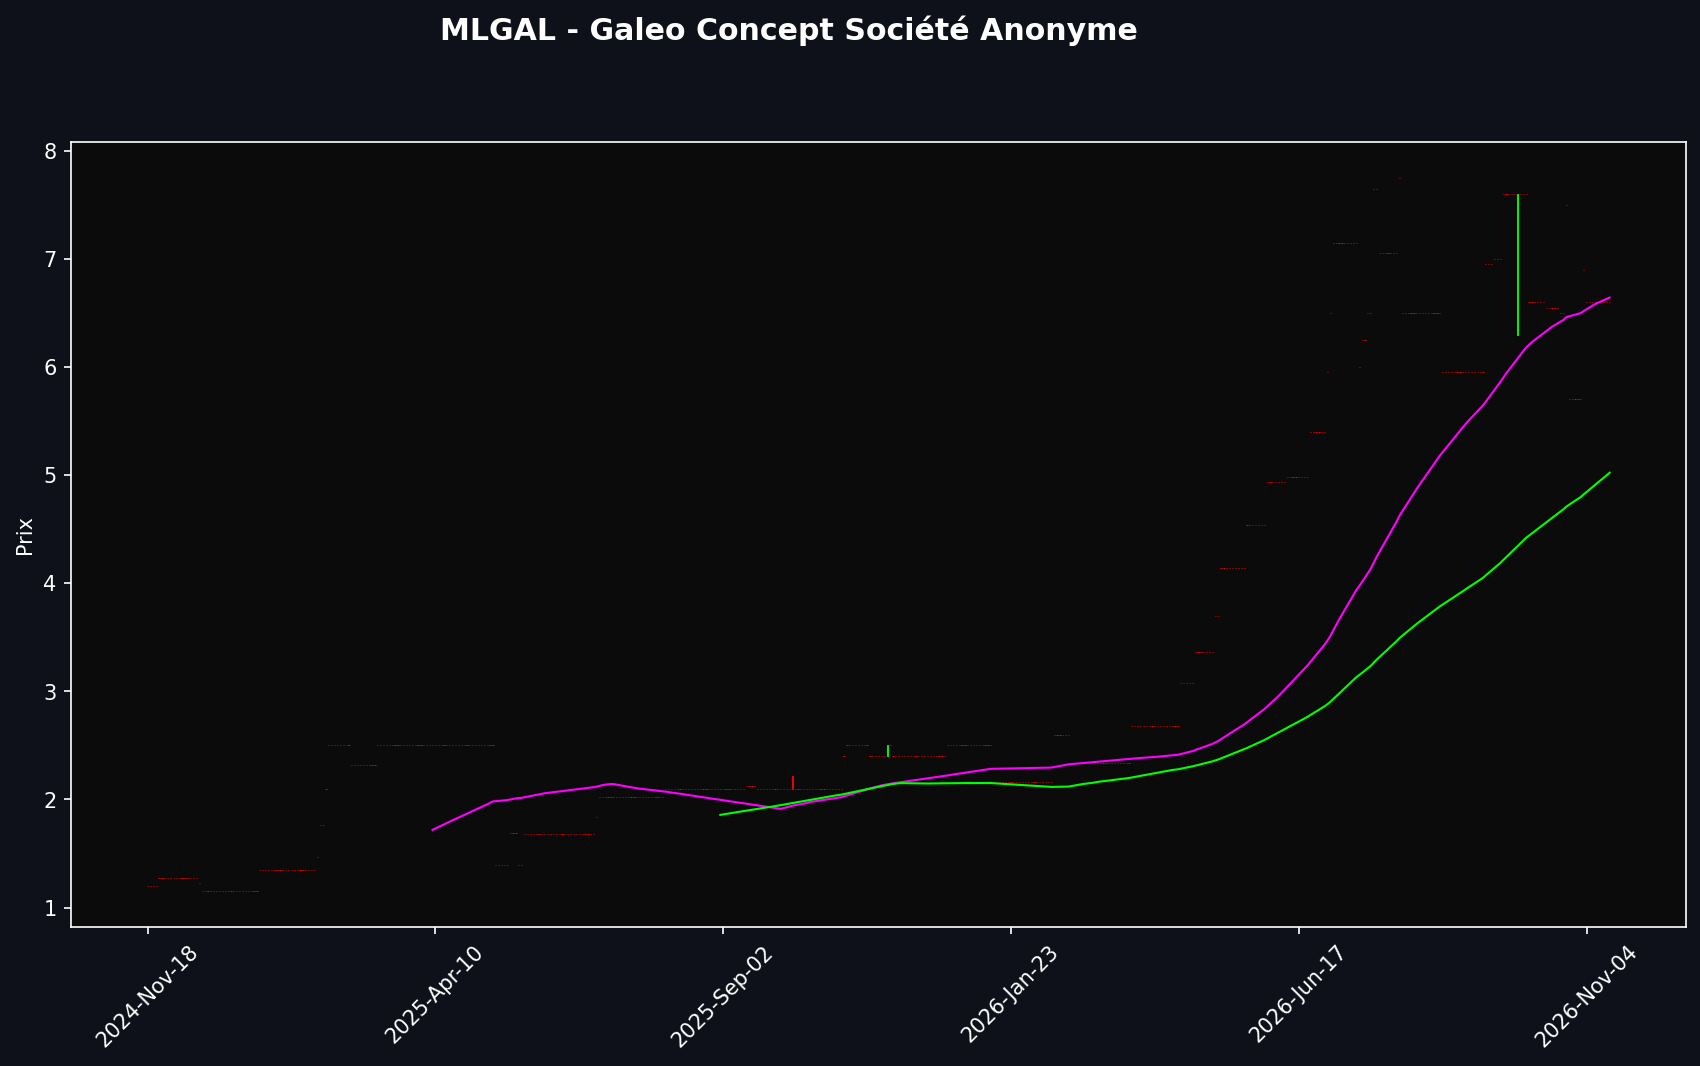 MLGAL - Galeo Concept Société Anonyme
8
7
6
5
4
3
2
1
Prix
2024-Nov-18
2025-Apr-10
2025-Sep-02
2026-Jan-23
2026-Jun-17
2026-Nov-04